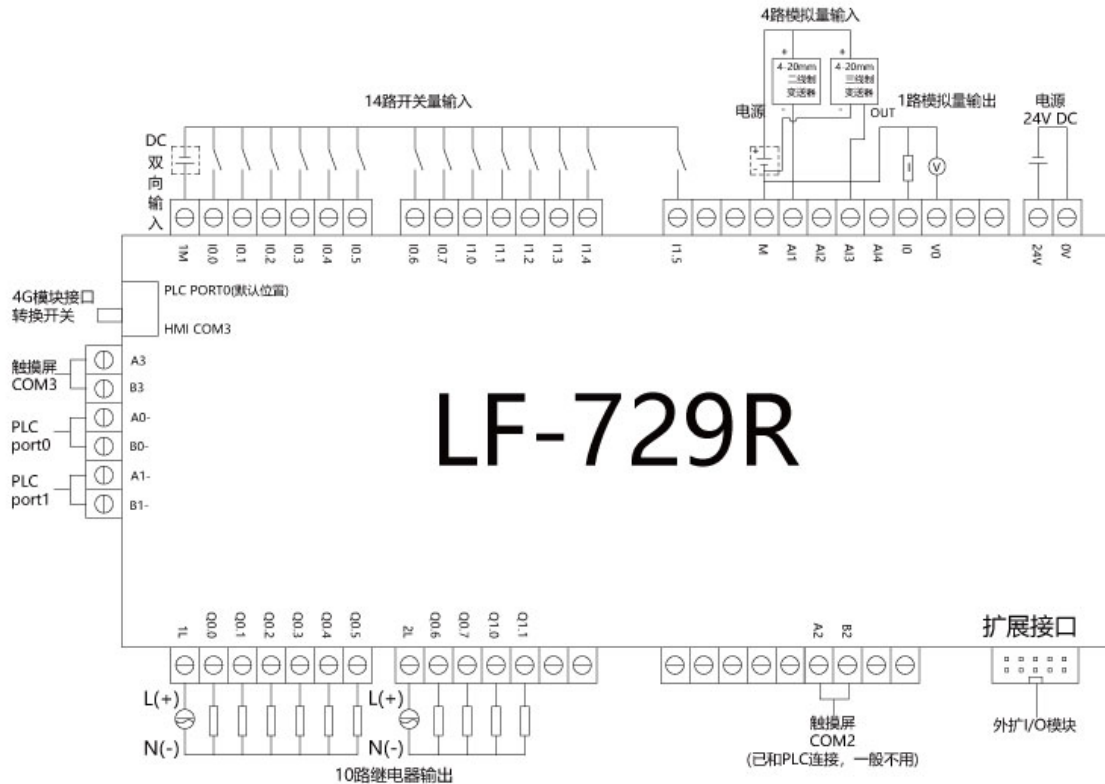 4路模拟量输入
4-20mm
二线制
变送器
4-20mm
三线制
变送器
OUT
14路开关量输入
电源
1路模拟量输出
电源
24V DC
DC
双
向
输
入
I
V
1M
I0.0
I0.1
I0.2
I0.3
I0.4
I0.5
I0.6
I0.7
I1.0
I1.1
I1.2
I1.3
I1.4
I1.5
M
AI1
AI2
AI3
AI4
I0
V0
24V
0V
4G模块接口
转换开关
PLC PORT0(默认位置)
HMI COM3
触摸屏
COM3
A3
B3
PLC
port0
A0-
B0-
PLC
port1
A1-
B1-
LF-729R
1L
Q0.0
Q0.1
Q0.2
Q0.3
Q0.4
Q0.5
2L
Q0.6
Q0.7
Q1.0
Q1.1
A2
B2
扩展接口
L(+)
N(-)
L(+)
N(-)
10路继电器输出
触摸屏
COM2
(已和PLC连接，一般不用)
外扩I/O模块